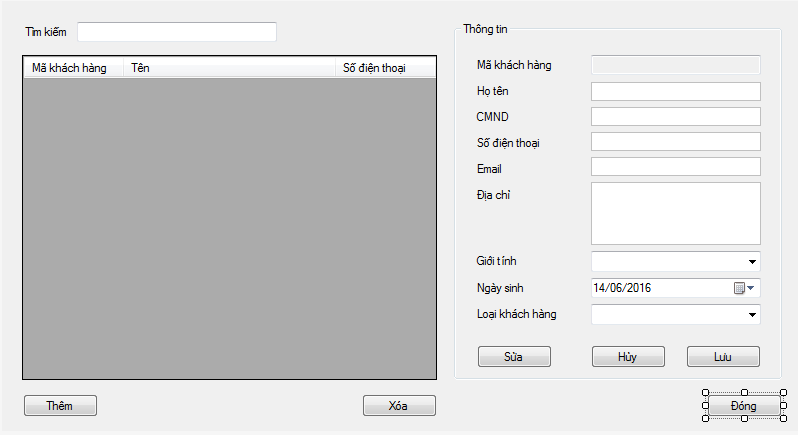 Tìm kiếm
Mã khách hàng Tên Số điện thoại
Thêm Xóa
Thông tin
Mã khách hàng
Họ tên
CMND
Số điện thoại
Email
Địa chỉ
Giới tính
Ngày sinh 14/06/2016
Loại khách hàng
Sửa Hủy Lưu
Đóng